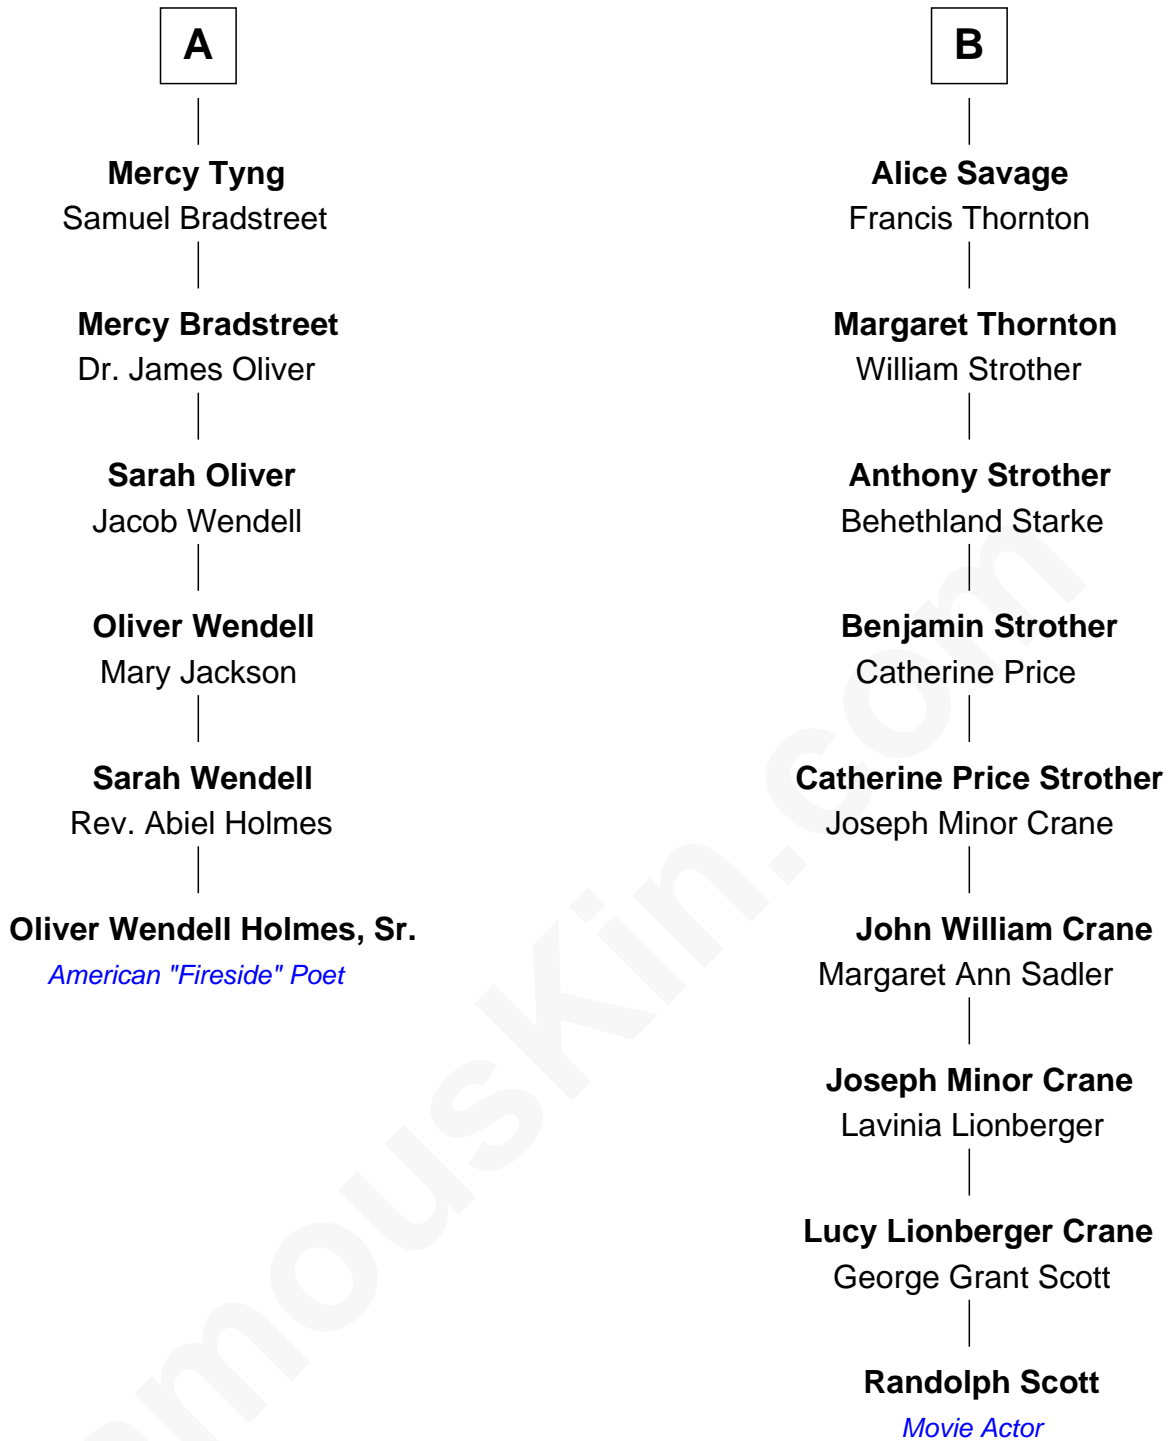 A
Mercy Tyng
Samuel Bradstreet
Mercy Bradstreet
Dr. James Oliver
Sarah Oliver
Jacob Wendell
Oliver Wendell
Mary Jackson
Sarah Wendell
Rev. Abiel Holmes
Oliver Wendell Holmes, Sr.
American "Fireside" Poet
B
Alice Savage
Francis Thornton
Margaret Thornton
William Strother
Anthony Strother
Behethland Starke
Benjamin Strother
Catherine Price
Catherine Price Strother
Joseph Minor Crane
John William Crane
Margaret Ann Sadler
Joseph Minor Crane
Lavinia Lionberger
Lucy Lionberger Crane
George Grant Scott
Randolph Scott
Movie Actor
amouskin.com